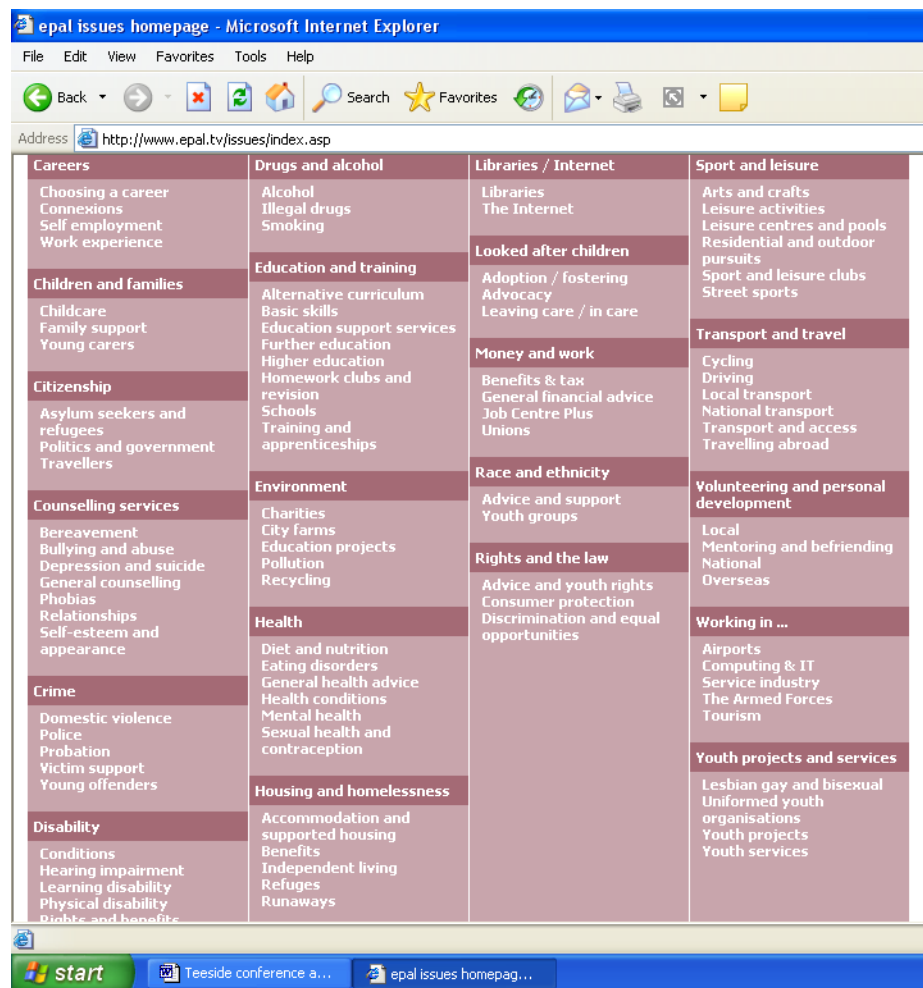 epal issues homepage - Microsoft Internet Explorer
File Edit View Favorites Tools Help
Back Search Favorites
Address http://www.epal.tv/issues/index.asp
Careers
Choosing a career
Connexions
Self employment
Work experience
Children and families
Childcare
Family support
Young carers
Citizenship
Asylum seekers and
refugees
Politics and government
Travellers
Counselling services
Bereavement
Bullying and abuse
Depression and suicide
General counselling
Phobias
Relationships
Self-esteem and
appearance
Crime
Domestic violence
Police
Probation
Victim support
Young offenders
Disability
Conditions
Hearing impairment
Learning disability
Physical disability
Rights and benefits
Drugs and alcohol
Alcohol
Illegal drugs
Smoking
Education and training
Alternative curriculum
Basic skills
Education support services
Further education
Higher education
Homework clubs and
revision
Schools
Training and
apprenticeships
Environment
Charities
City farms
Education projects
Pollution
Recycling
Health
Diet and nutrition
Eating disorders
General health advice
Health conditions
Mental health
Sexual health and
contraception
Housing and homelessness
Accommodation and
supported housing
Benefits
Independent living
Refuges
Runaways
Libraries / Internet
Libraries
The Internet
Looked after children
Adoption / fostering
Advocacy
Leaving care / in care
Money and work
Benefits & tax
General financial advice
Job Centre Plus
Unions
Race and ethnicity
Advice and support
Youth groups
Rights and the law
Advice and youth rights
Consumer protection
Discrimination and equal
opportunities
Sport and leisure
Arts and crafts
Leisure activities
Leisure centres and pools
Residential and outdoor
pursuits
Sport and leisure clubs
Street sports
Transport and travel
Cycling
Driving
Local transport
National transport
Transport and access
Travelling abroad
Volunteering and personal
development
Local
Mentoring and befriending
National
Overseas
Working in ...
Airports
Computing & IT
Service industry
The Armed Forces
Tourism
Youth projects and services
Lesbian gay and bisexual
Uniformed youth
organisations
Youth projects
Youth services
start Teeside conference a... epal issues homepag...